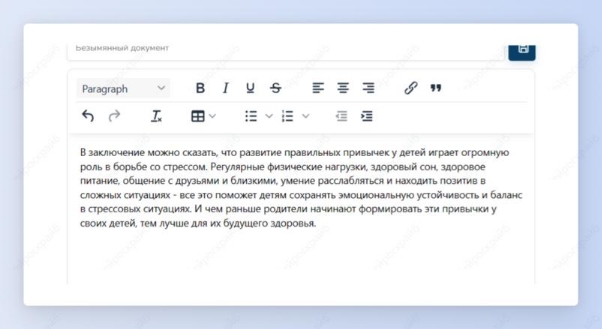 Безымянный документ
Paragraph
В заключение можно сказать, что развитие правильных привычек у детей играет огромную
роль в борьбе со стрессом. Регулярные физические нагрузки, здоровый сон, здоровое
питание, общение с друзьями и близкими, умение расслабляться и находить позитив в
сложных ситуациях - все это поможет детям сохранять эмоциональную устойчивость и баланс
в стрессовых ситуациях. И чем раньше родители начинают формировать эти привычки у
своих детей, тем лучше для их будущего здоровья.